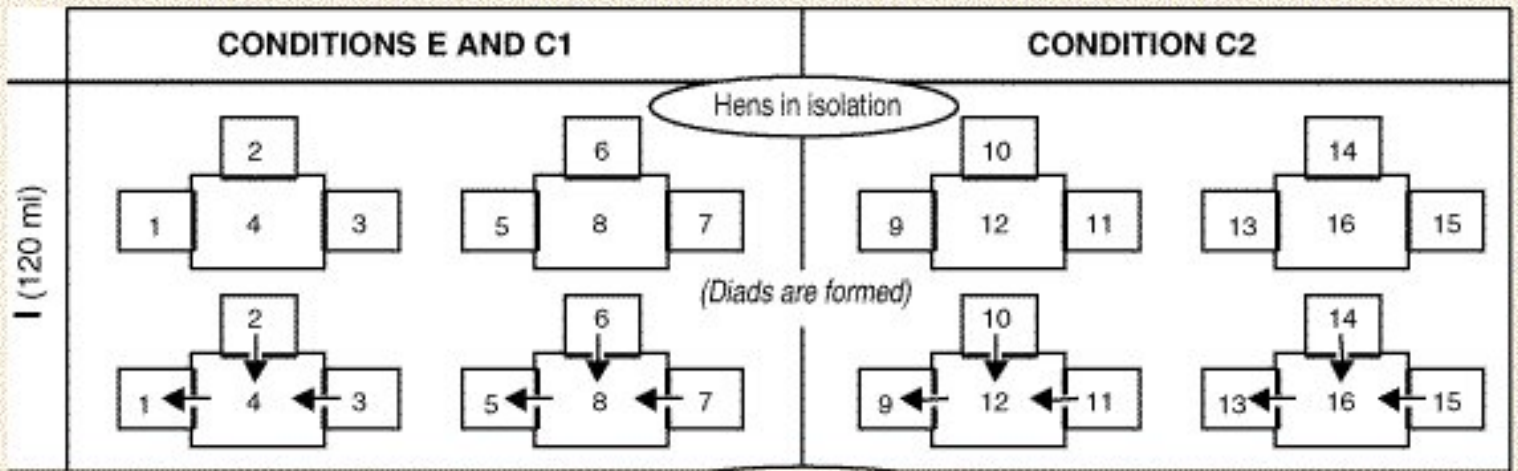 CONDITIONS E AND C1
CONDITION C2
Hens in isolation
I (120 mi)
2
6
10
14
1 4 3
5 8 7
9 12 11
13 16 15
(Diads are formed)
2
6
10
14
1 4 3
5 8 7
9 12 11
13 16 15